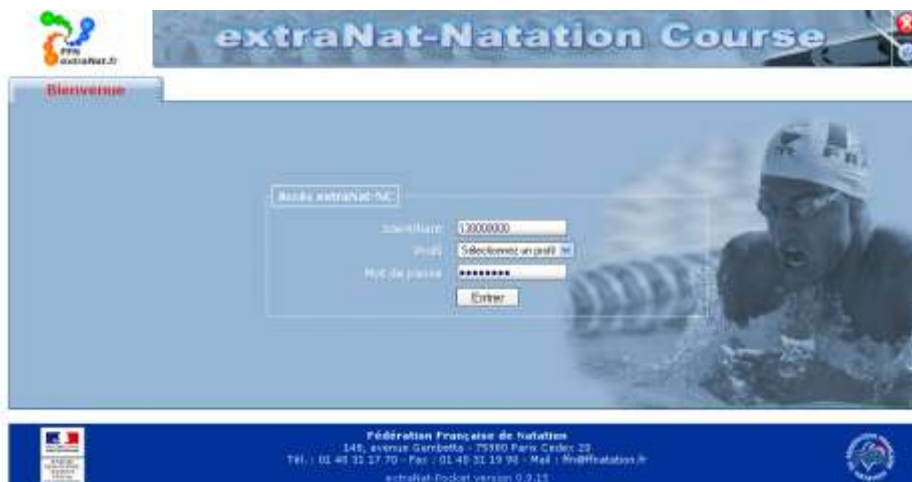 FFN
extraNat.fr
extraNat-Natation Course
Bienvenue
Accès extraNat-NC
Identifiant 130000000
Profil Sélectionnez un profil
Mot de passe ••••••••
Entrer
Fédération Française de Natation
148, avenue Gambetta - 75980 Paris Cedex 20
Tél. : 01 40 31 17 70 - Fax : 01 40 31 19 90 - Mail : ffn@ffnatation.fr
extraNat-Pocket version 0.9.15